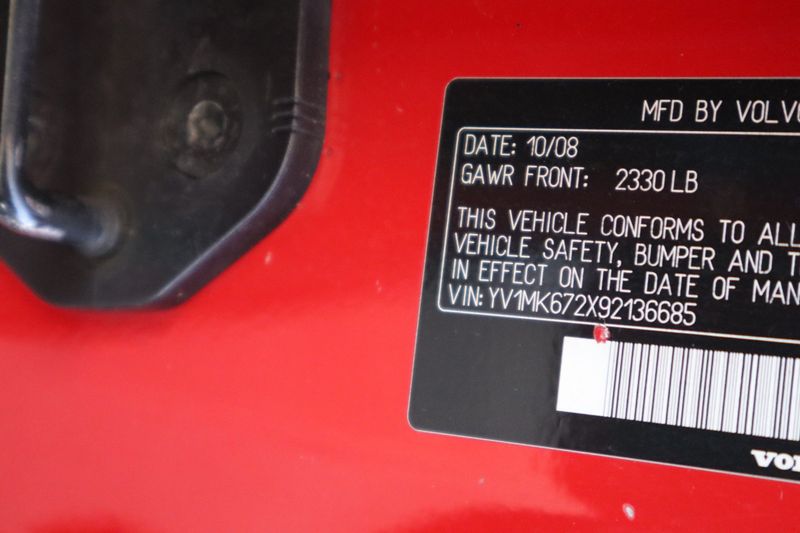 MFD BY VOLVO
DATE: 10/08
GAWR FRONT: 2330 LB
THIS VEHICLE CONFORMS TO ALL
VEHICLE SAFETY, BUMPER AND T
IN EFFECT ON THE DATE OF MAN
VIN: YV1MK672X92136685
VOL